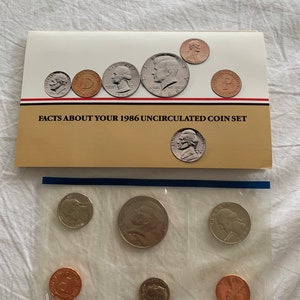 FACTS ABOUT YOUR 1986 UNCIRCULATED COIN SET